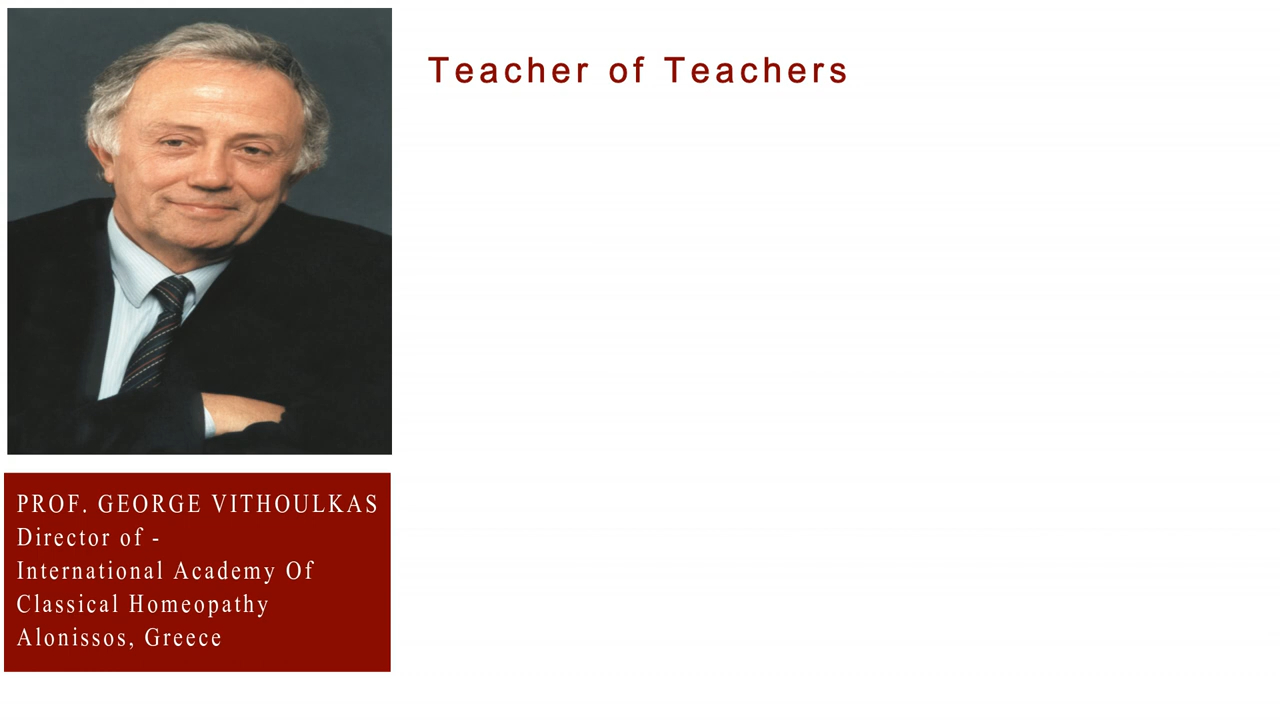 Teacher of Teachers
PROF. GEORGE VITHOULKAS
Director of -
International Academy Of
Classical Homeopathy
Alonissos, Greece